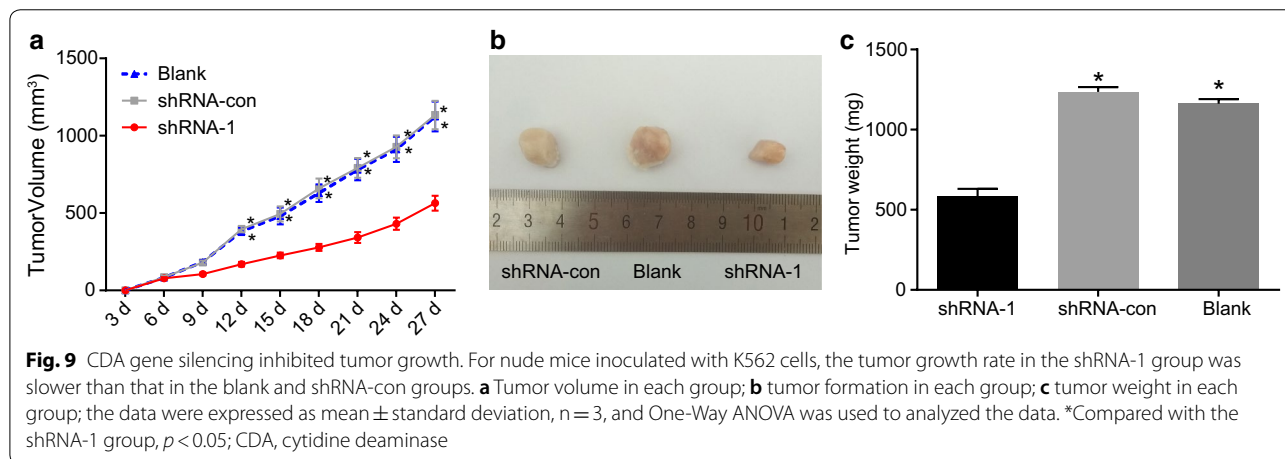 a
TumorVolume (mm³)
1500
1000
500
0
Blank
shRNA-con
shRNA-1
*
*
*
*
*
*
*
*
*
*
*
*
3 d
6 d
9 d
12 d
15 d
18 d
21 d
24 d
27 d
b
2 3 4 5 6 7 8 9 10 1 2
shRNA-con Blank shRNA-1
c
Tumor weight (mg)
1500
1000
500
0
* *
shRNA-1 shRNA-con Blank
Fig. 9 CDA gene silencing inhibited tumor growth. For nude mice inoculated with K562 cells, the tumor growth rate in the shRNA-1 group was
slower than that in the blank and shRNA-con groups. a Tumor volume in each group; b tumor formation in each group; c tumor weight in each
group; the data were expressed as mean ± standard deviation, n = 3, and One-Way ANOVA was used to analyzed the data. *Compared with the
shRNA-1 group, p < 0.05; CDA, cytidine deaminase